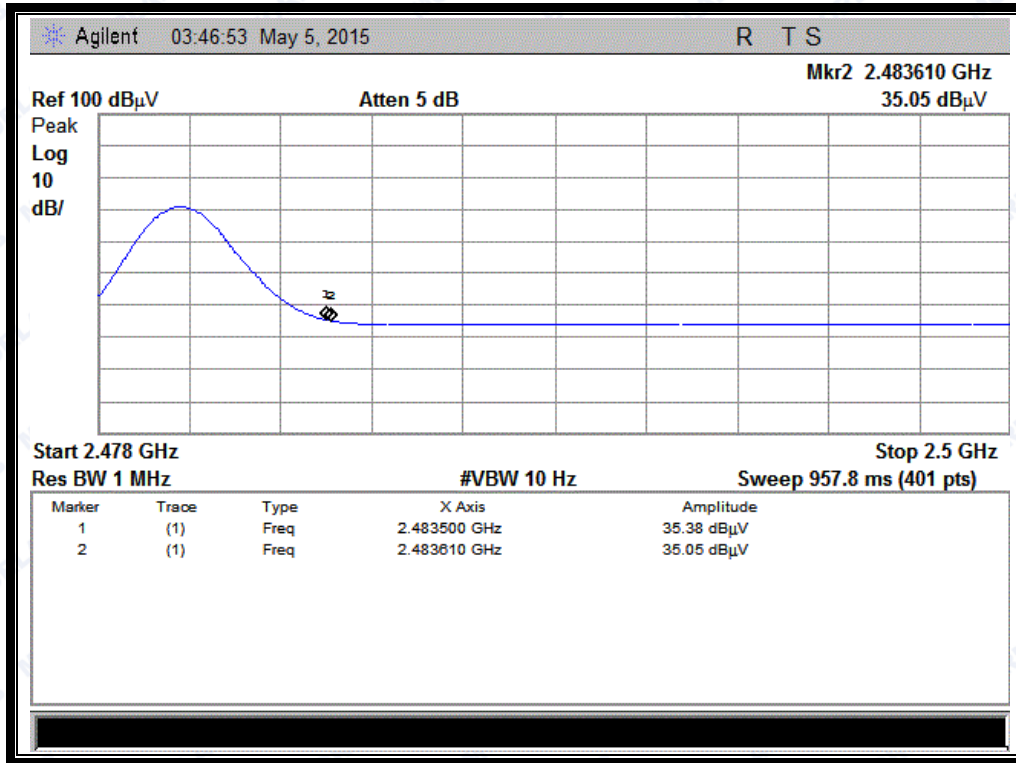 Agilent 03:46:53 May 5, 2015 R T S
Mkr2 2.483610 GHz
Ref 100 dBμV Atten 5 dB 35.05 dBμV
Peak
Log
10
dB/
Start 2.478 GHz Stop 2.5 GHz
Res BW 1 MHz #VBW 10 Hz Sweep 957.8 ms (401 pts)
Marker Trace Type X Axis Amplitude
1 (1) Freq 2.483500 GHz 35.38 dBμV
2 (1) Freq 2.483610 GHz 35.05 dBμV